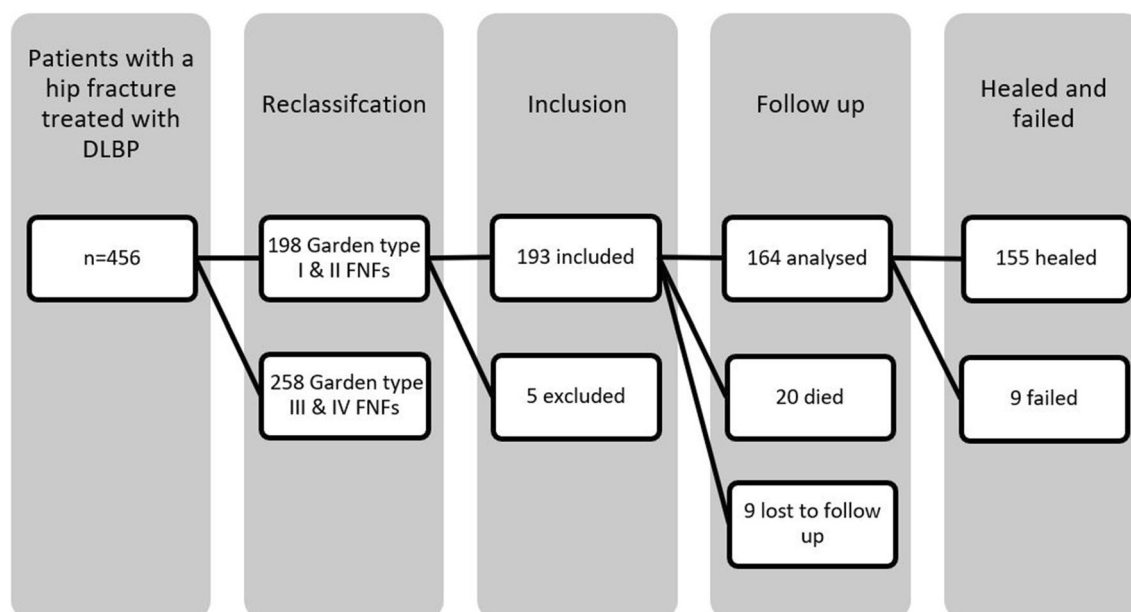 Patients with a
hip fracture
treated with
DLBP
n=456
Reclassifcation
198 Garden type
I & II FNFs
258 Garden type
III & IV FNFs
Inclusion
193 included
5 excluded
Follow up
164 analysed
20 died
9 lost to follow
up
Healed and
failed
155 healed
9 failed